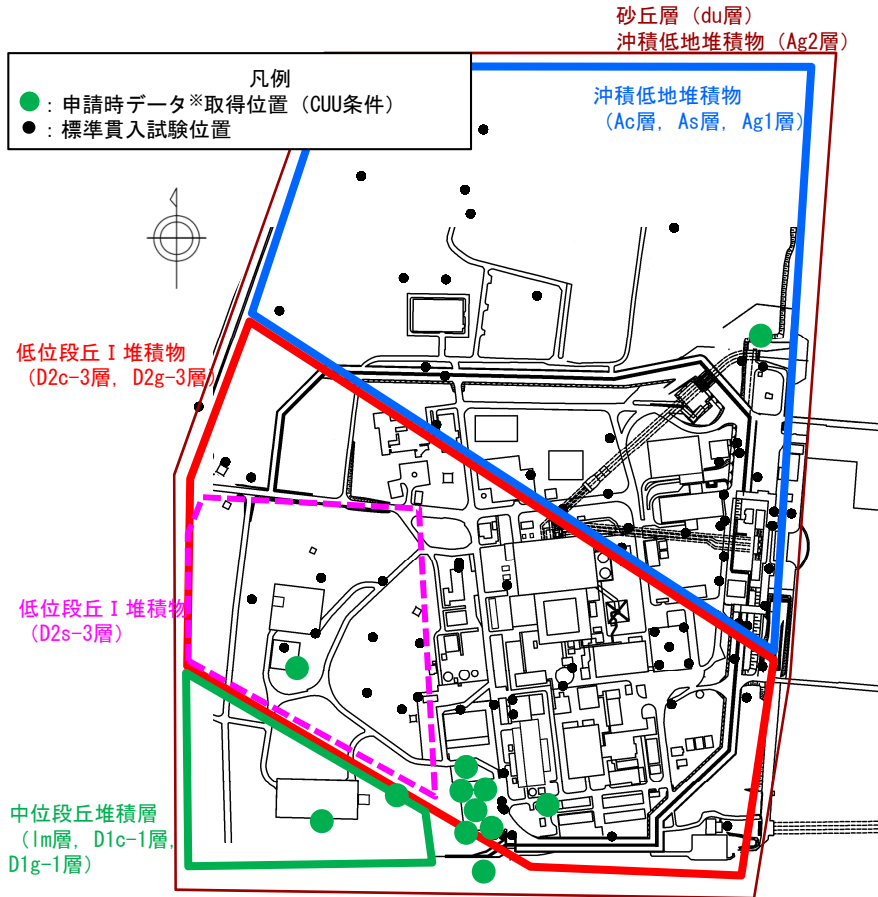 砂丘層（du層）
沖積低地堆積物（Ag2層）
凡例
：申請時データ※取得位置（CUU条件）
：標準貫入試験位置
沖積低地堆積物
（Ac層，As層，Ag1層）
低位段丘Ⅰ堆積物
（D2c-3層，D2g-3層）
低位段丘Ⅰ堆積物
（D2s-3層）
中位段丘堆積層
（lm層，D1c-1層，
D1g-1層）